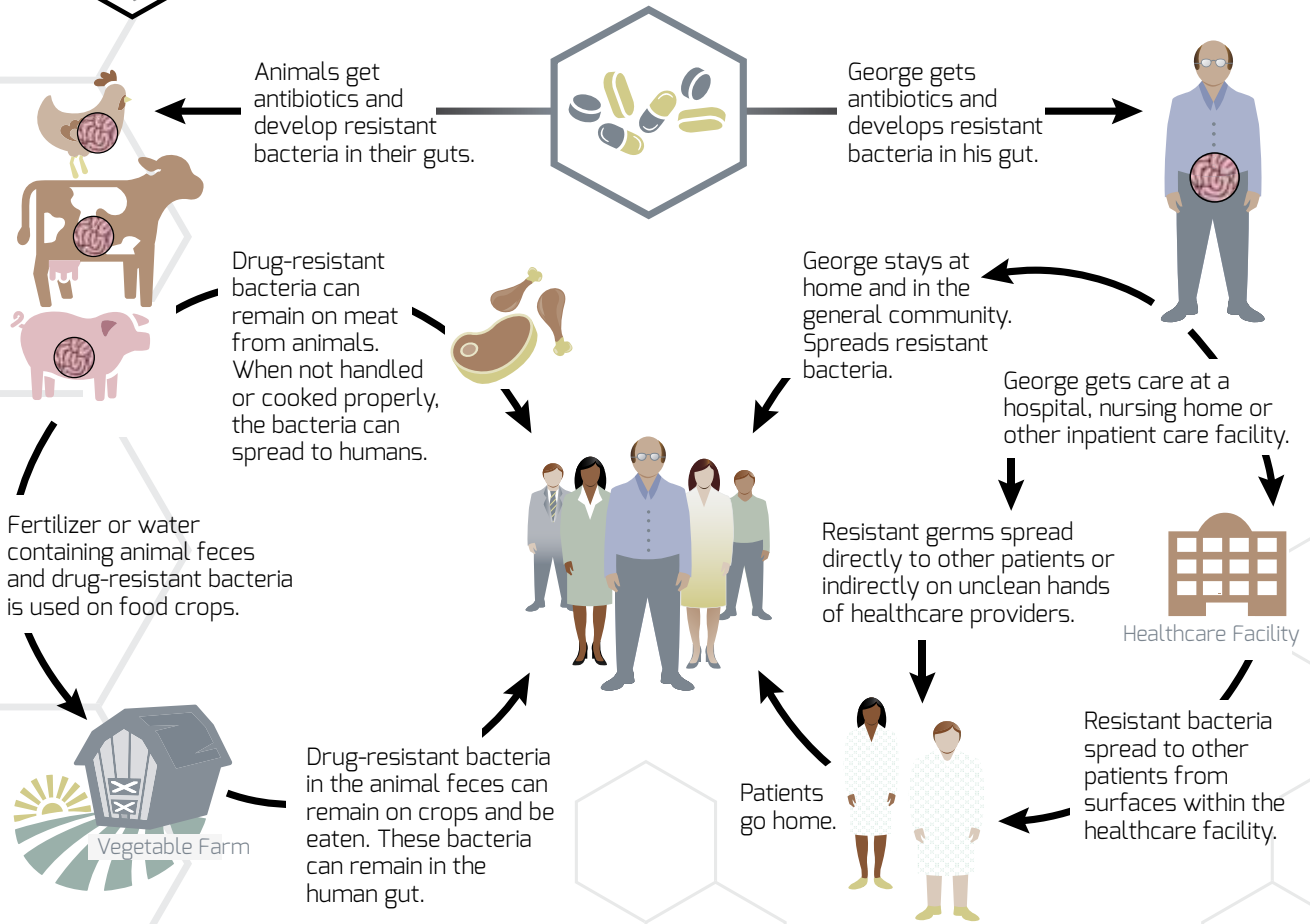 Animals get
antibiotics and
develop resistant
bacteria in their guts.
George gets
antibiotics and
develops resistant
bacteria in his gut.
Drug-resistant
bacteria can
remain on meat
from animals.
When not handled
or cooked properly,
the bacteria can
spread to humans.
George stays at
home and in the
general community.
Spreads resistant
bacteria.
George gets care at a
hospital, nursing home or
other inpatient care facility.
Fertilizer or water
containing animal feces
and drug-resistant bacteria
is used on food crops.
Resistant germs spread
directly to other patients or
indirectly on unclean hands
of healthcare providers.
Healthcare Facility
Vegetable Farm
Drug-resistant bacteria
in the animal feces can
remain on crops and be
eaten. These bacteria
can remain in the
human gut.
Patients
go home.
Resistant bacteria
spread to other
patients from
surfaces within the
healthcare facility.